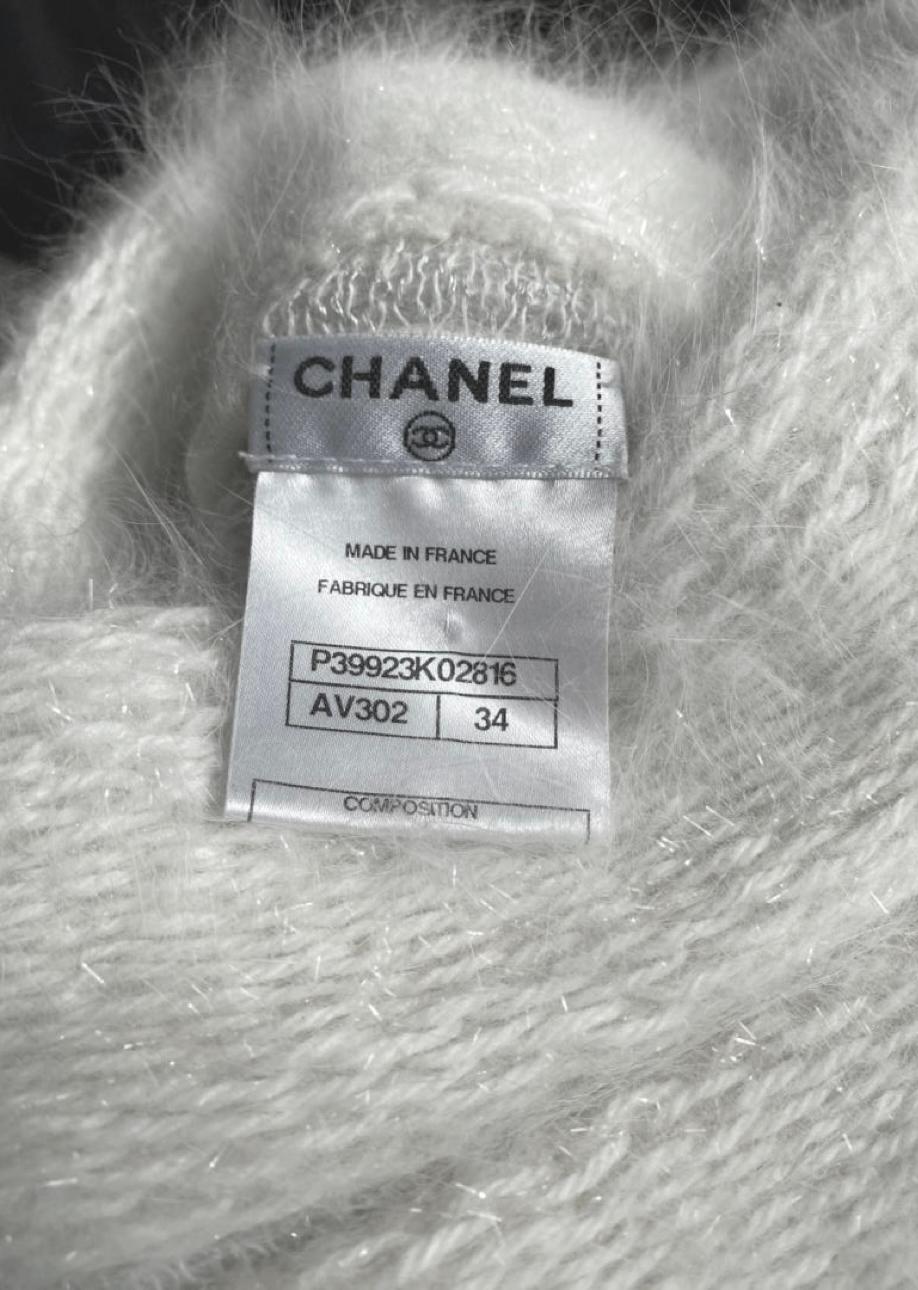 CHANEL
MADE IN FRANCE
FABRIQUE EN FRANCE
P39923K02816
AV302 34
COMPOSITION